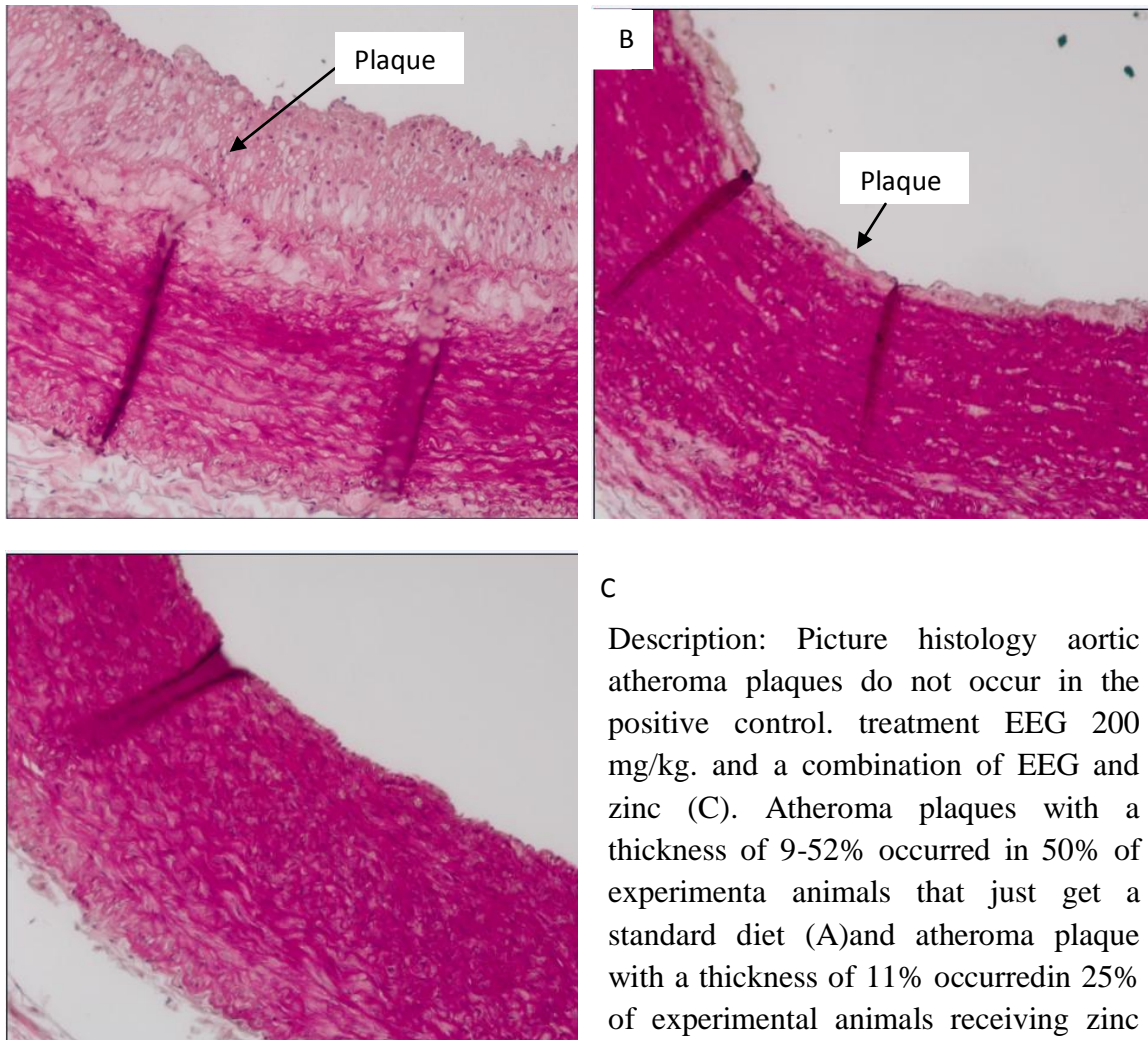 Plaque
B
Plaque
C
Description: Picture histology aortic
atheroma plaques do not occur in the
positive control. treatment EEG 200
mg/kg. and a combination of EEG and
zinc (C). Atheroma plaques with a
thickness of 9-52% occurred in 50% of
experimenta animals that just get a
standard diet (A)and atheroma plaque
with a thickness of 11% occurredin 25%
of experimental animals receiving zinc